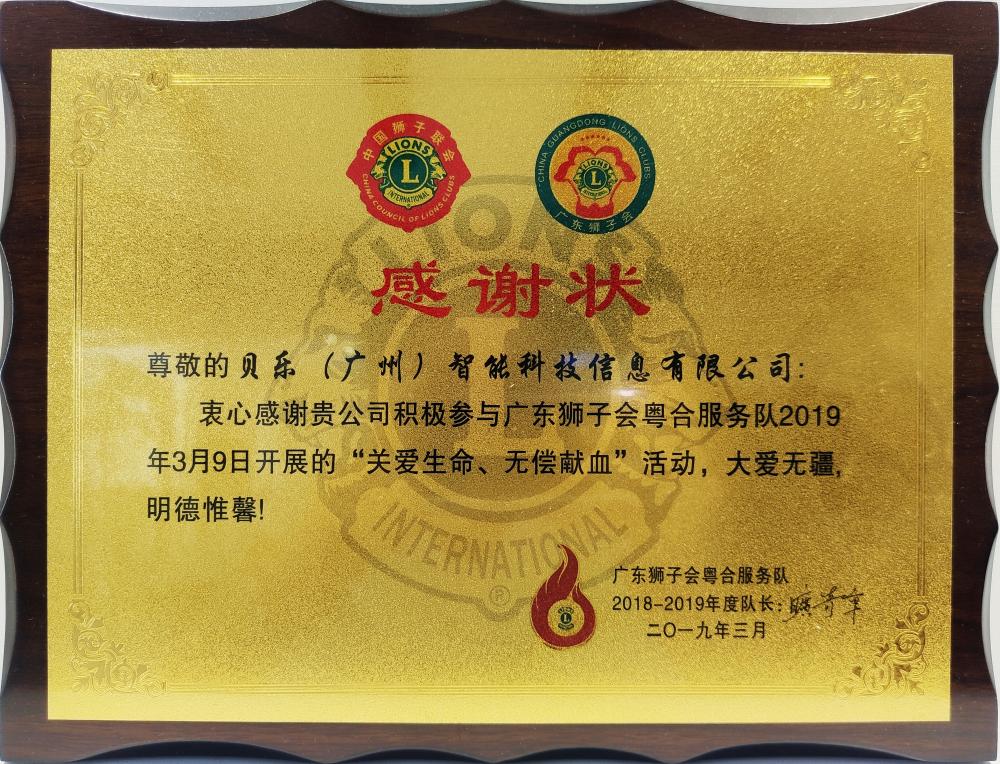 中国狮子联会
LIONS
L
INTERNATIONAL
CHINA COUNCIL OF LIONS CLUBS
CHINA GUANGDONG LIONS CLUBS
LIONS
L
广东狮子会
LIONS
L
INTERNATIONAL
®
感谢状
尊敬的贝乐（广州）智能科技信息有限公司：
衷心感谢贵公司积极参与广东狮子会粤合服务队2019
年3月9日开展的“关爱生命、无偿献血”活动，大爱无疆，
明德惟馨!
L
广东狮子会粤合服务队
2018-2019年度队长：
二〇一九年三月